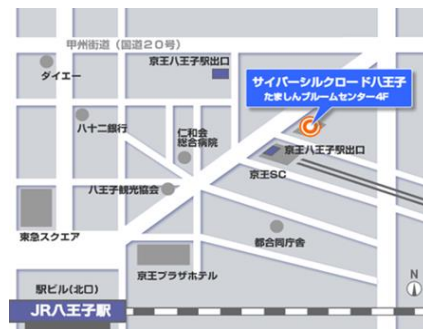 甲州街道（国道20号）
ダイエー
京王八王子駅出口
サイバーシルクロード八王子
たましんブルームセンター4F
八十二銀行
仁和会
総合病院
京王八王子駅出口
京王SC
八王子観光協会
東急スクエア
都合同庁舎
京王プラザホテル
N
駅ビル(北口)
JR八王子駅